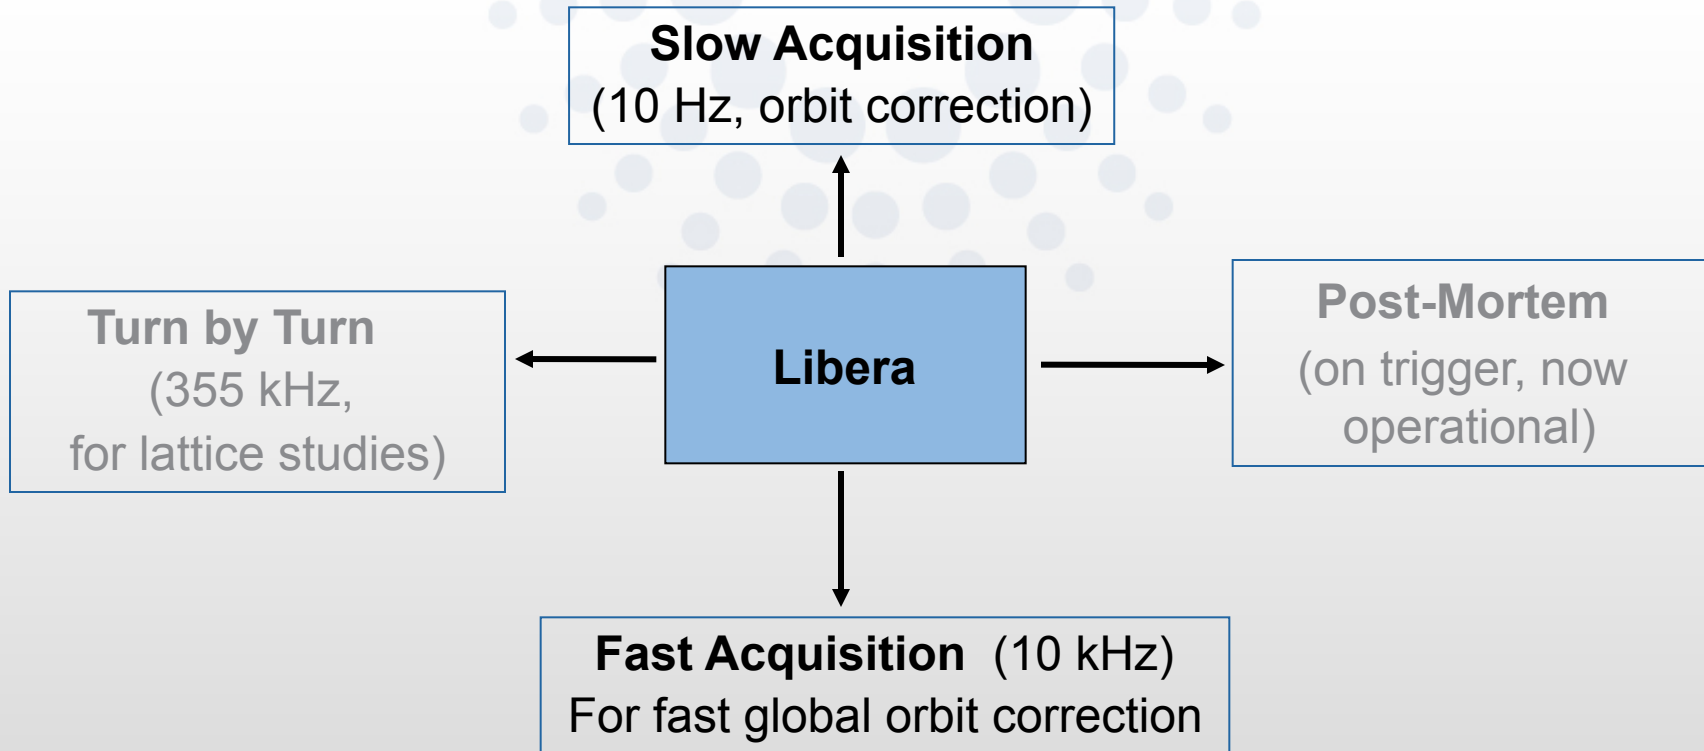 Slow Acquisition
(10 Hz, orbit correction)
Turn by Turn
(355 kHz,
for lattice studies)
Libera
Post-Mortem
(on trigger, now
operational)
Fast Acquisition (10 kHz)
For fast global orbit correction